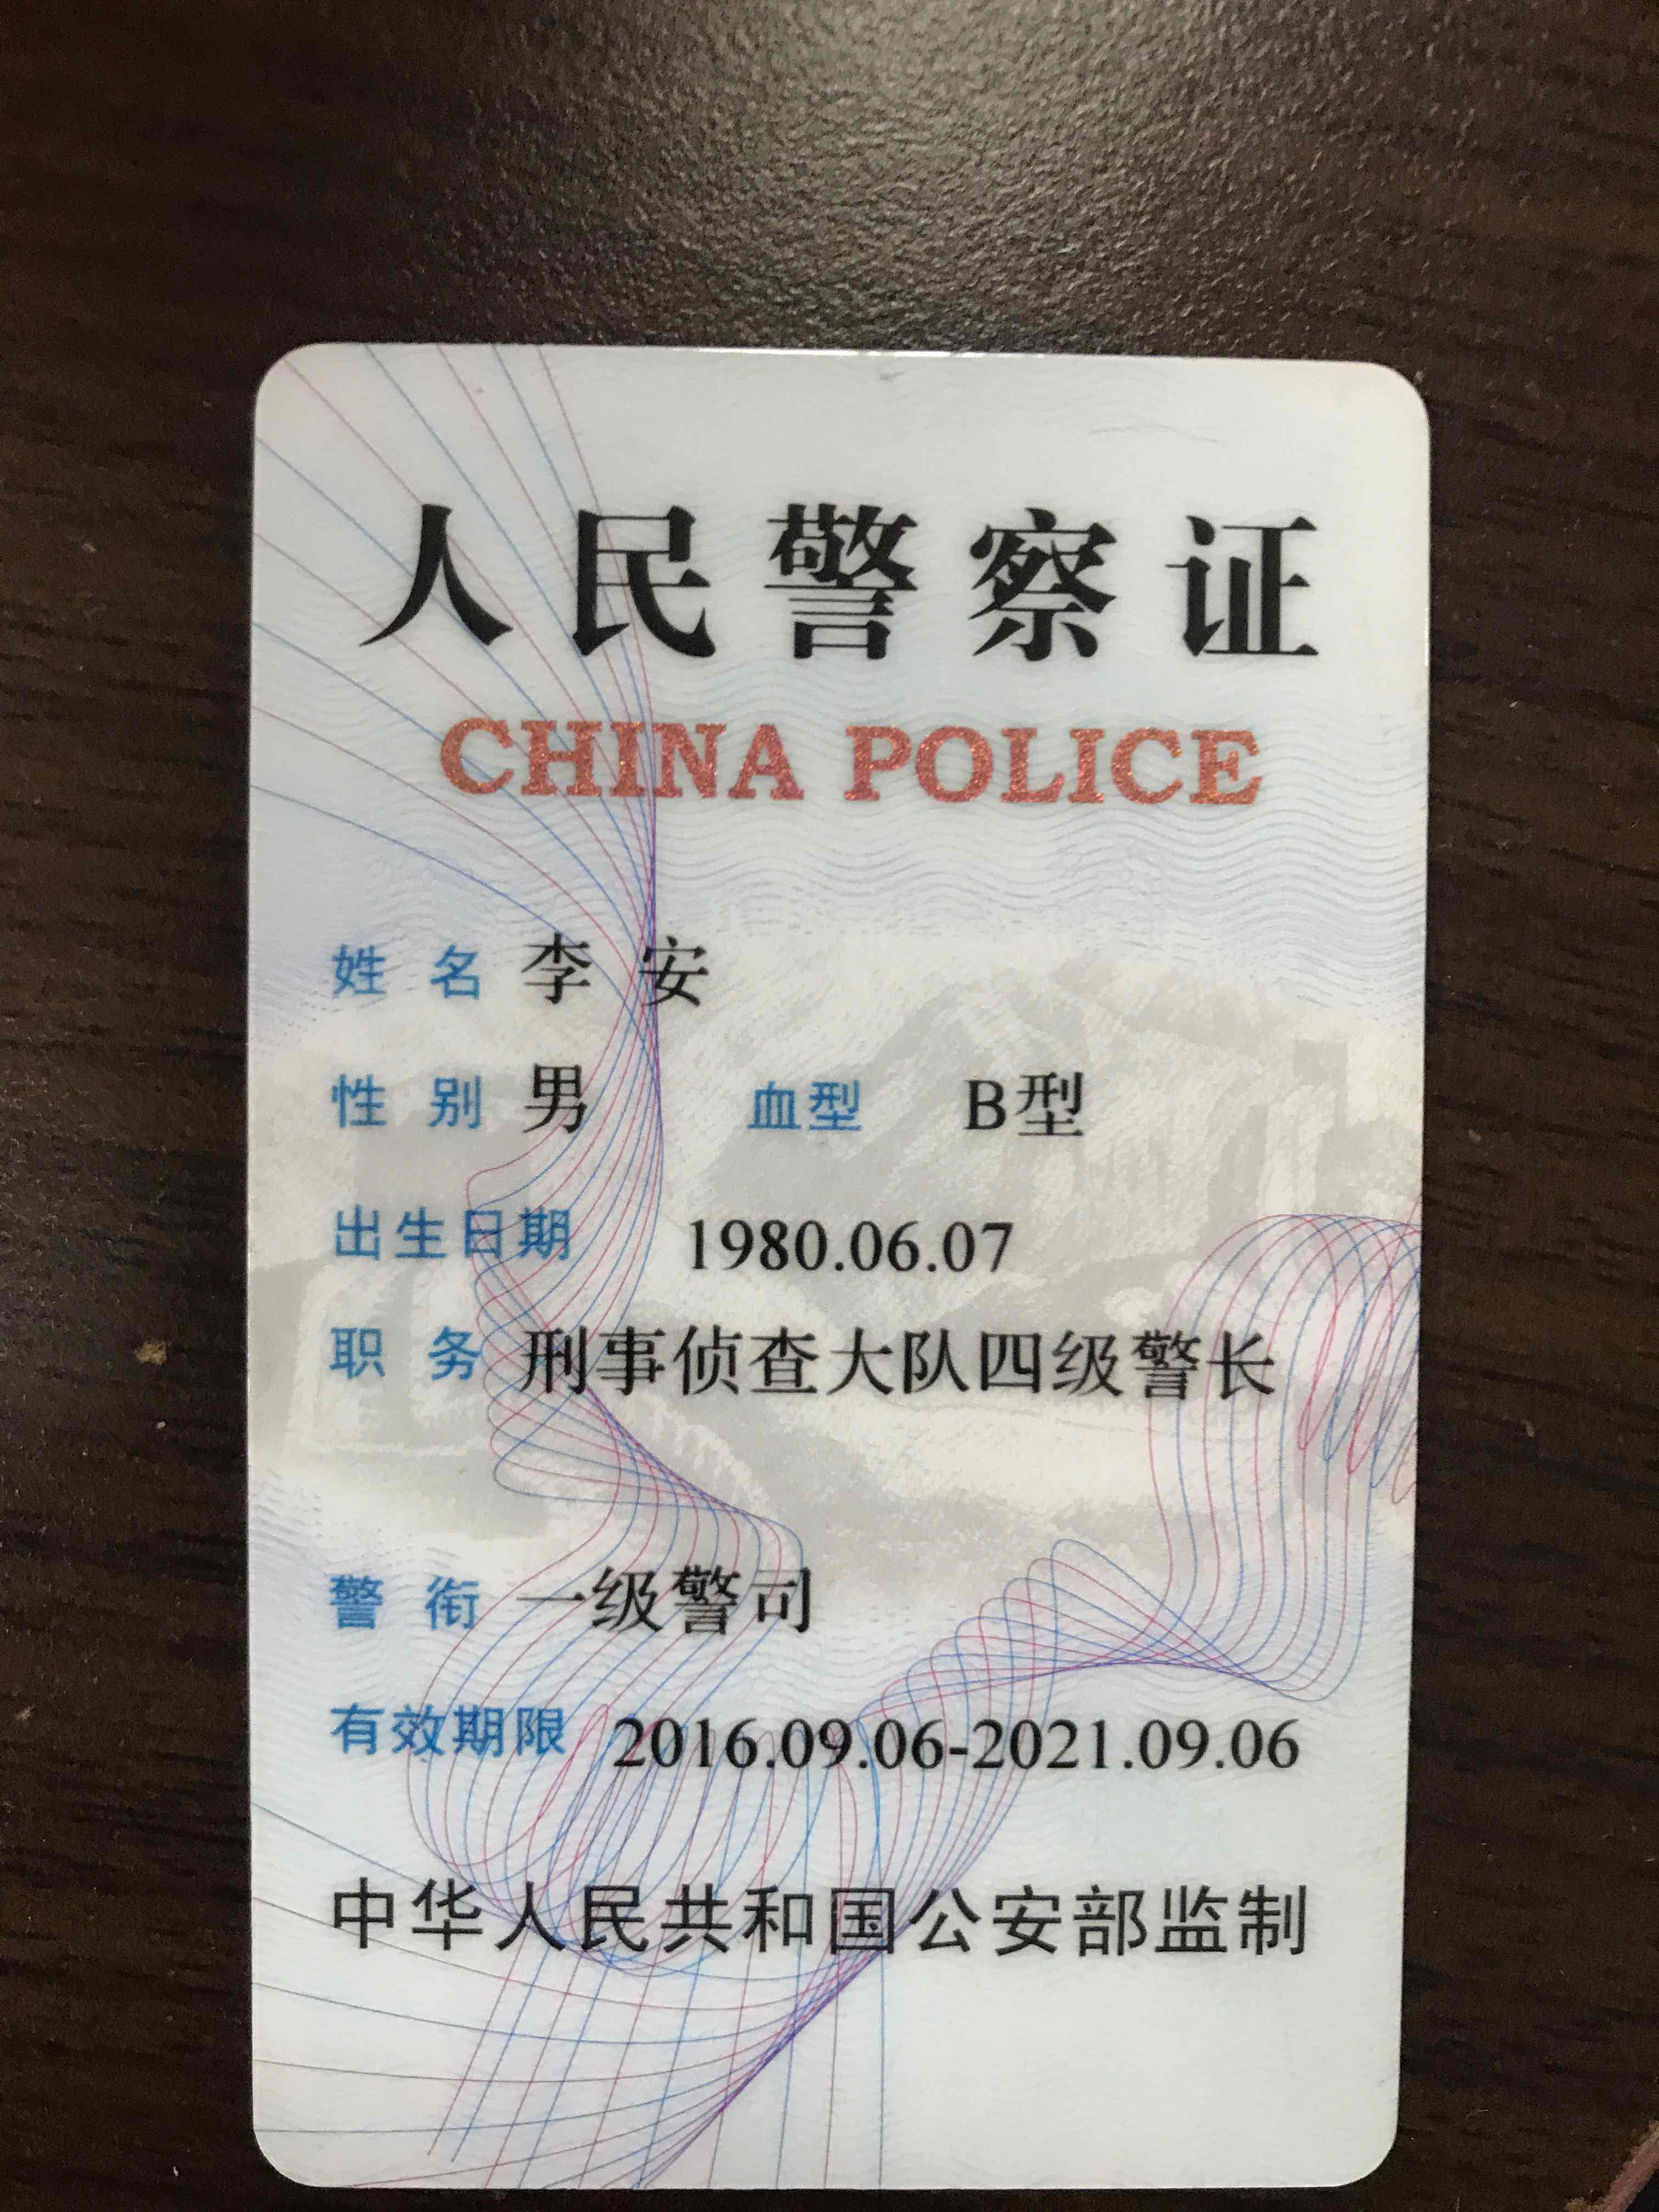 人民警察证
CHINA POLICE
姓 名 李 安
性 别 男 血型 B型
出生日期 1980.06.07
职 务 刑事侦查大队四级警长
警 衔 一级警司
有效期限 2016.09.06-2021.09.06
中华人民共和国公安部监制